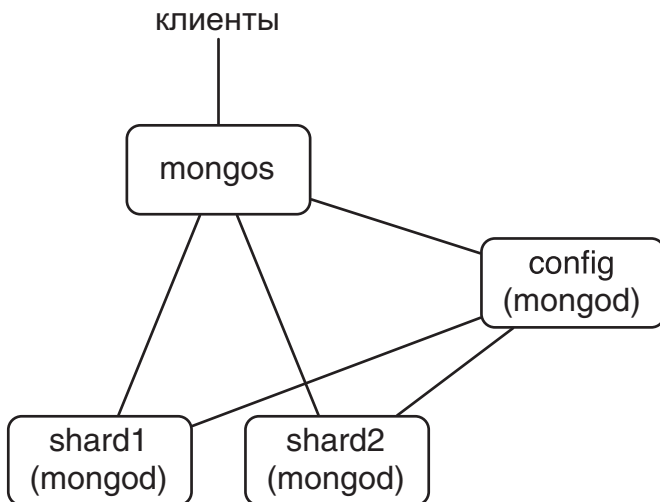 клиенты
mongos
config
(mongod)
shard1
(mongod)
shard2
(mongod)